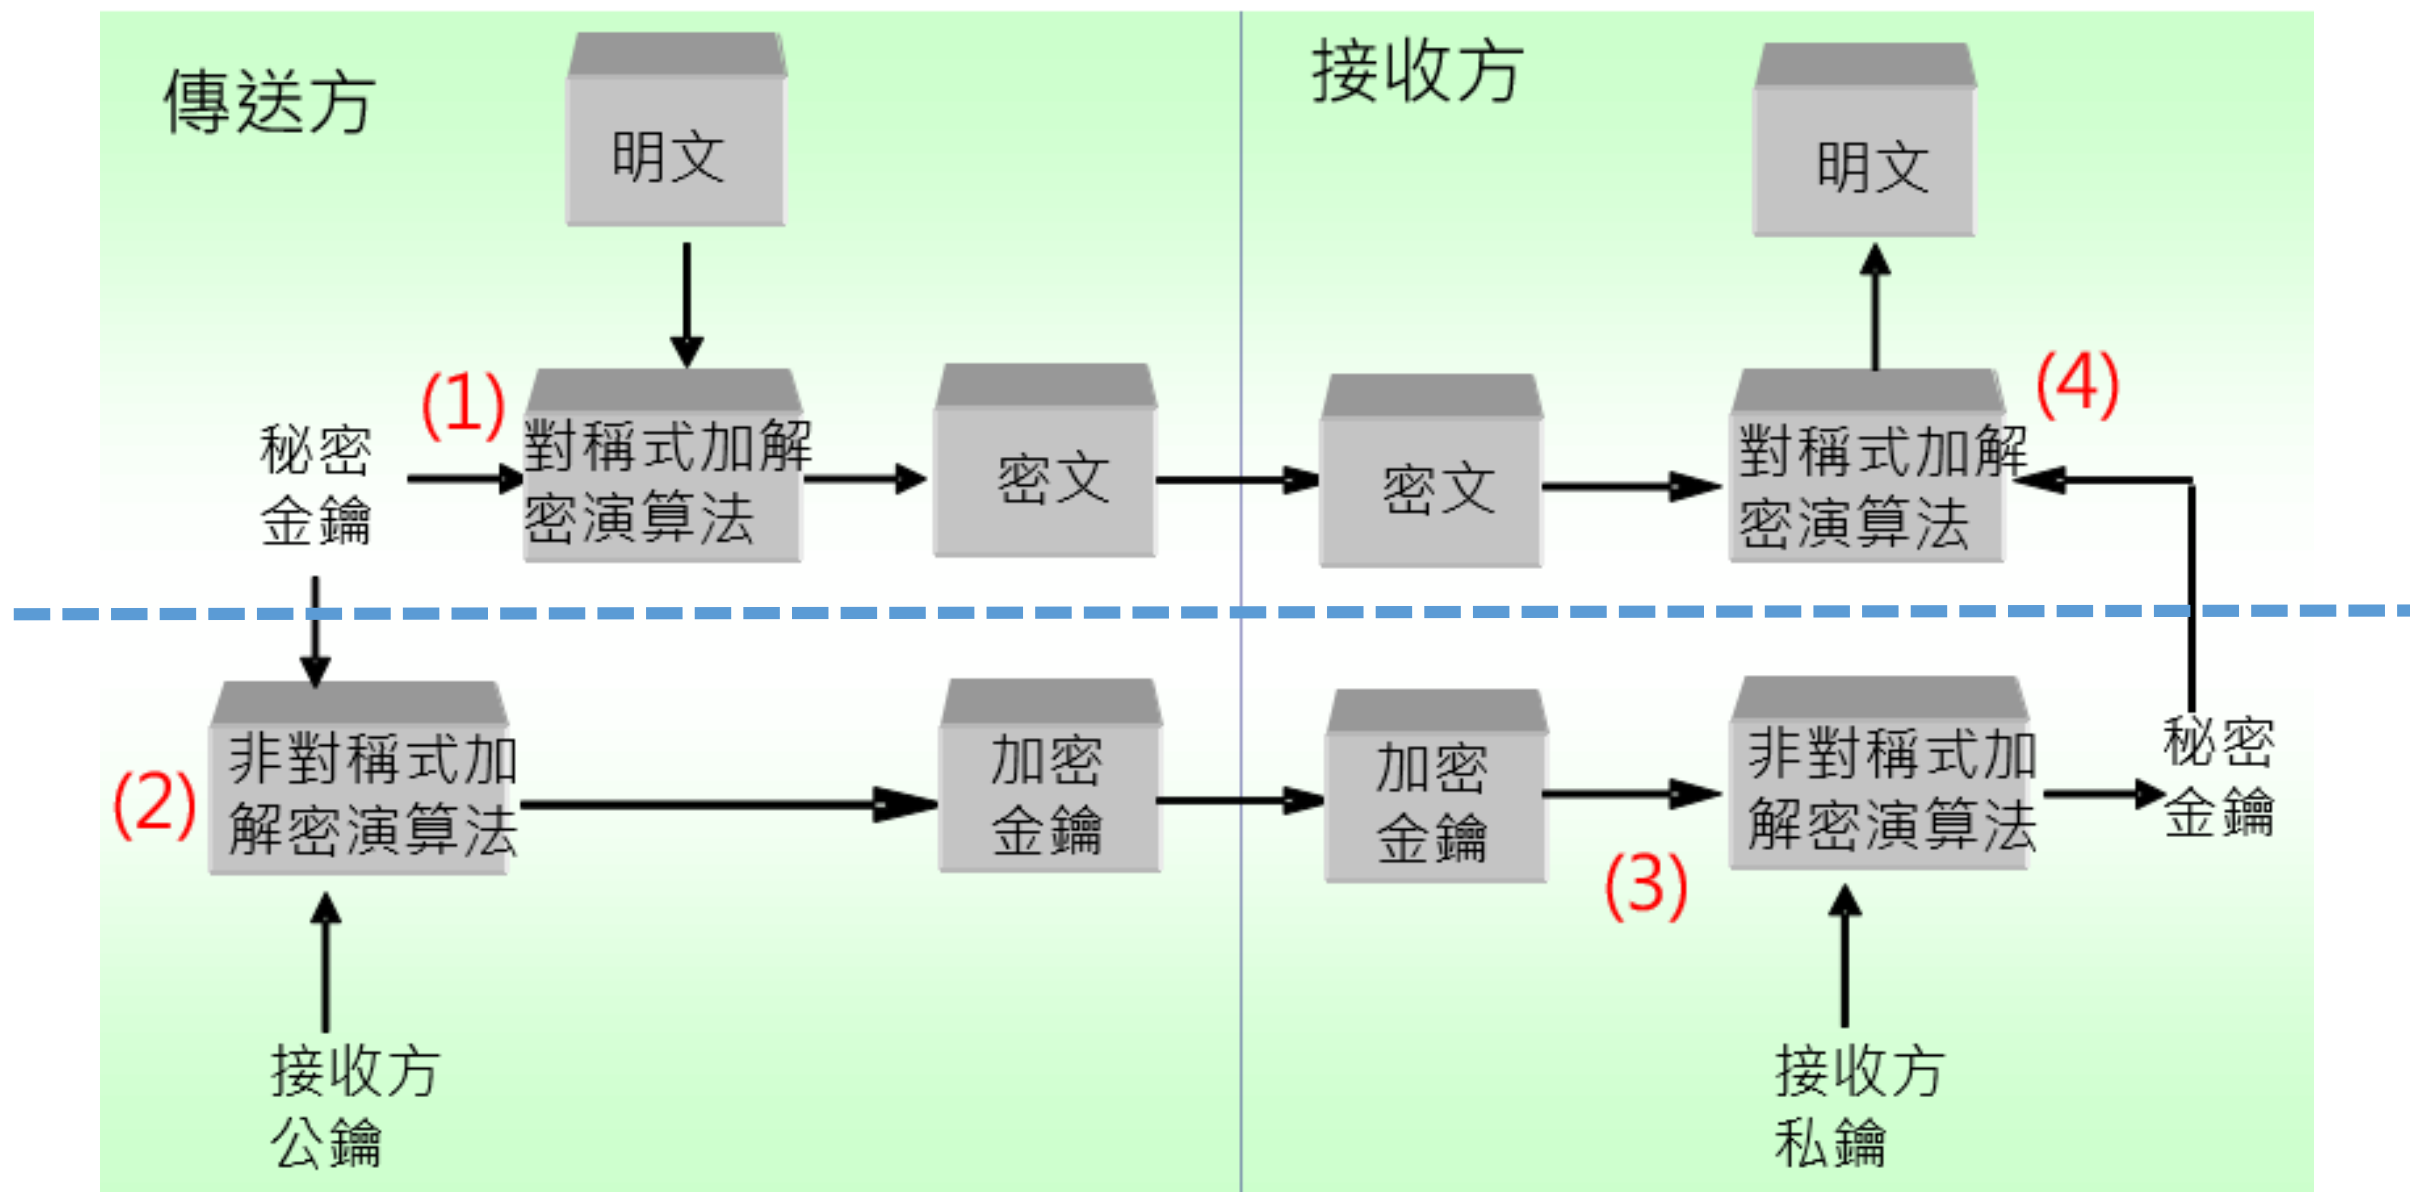 傳送方
明文
(1)
秘密
金鑰
對稱式加解
密演算法
密文
(2)
非對稱式加
解密演算法
加密
金鑰
接收方
公鑰
接收方
明文
密文
對稱式加解
密演算法
(4)
加密
金鑰
(3)
非對稱式加
解密演算法
秘密
金鑰
接收方
私鑰